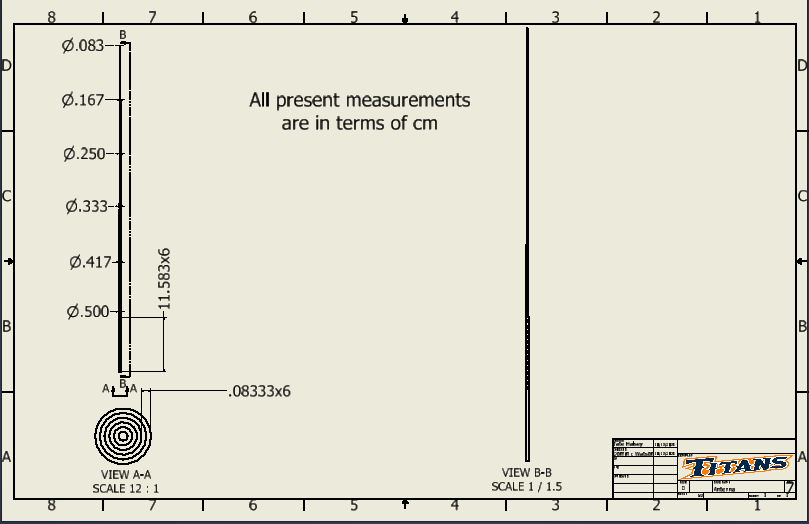 8 7 6 5 4 3 2 1
D
C
B
A
B
Ø.083
Ø.167
Ø.250
Ø.333
Ø.417
Ø.500
11.583x6
A B A
.08333x6
All present measurements
are in terms of cm
VIEW A-A
SCALE 12 : 1
VIEW B-B
SCALE 1 / 1.5
TITANS
Antenna
7
D
C
B
A
8 7 6 5 4 3 2 1